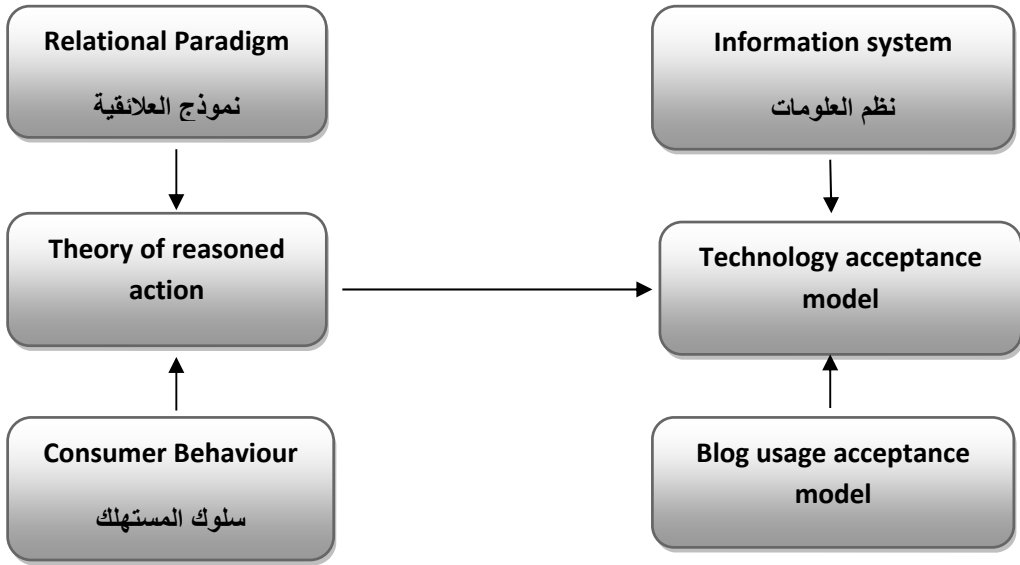 Relational Paradigm
نموذج العلائقية
Information system
نظم العلومات
Theory of reasoned
action
Technology acceptance
model
Consumer Behaviour
سلوك المستهلك
Blog usage acceptance
model